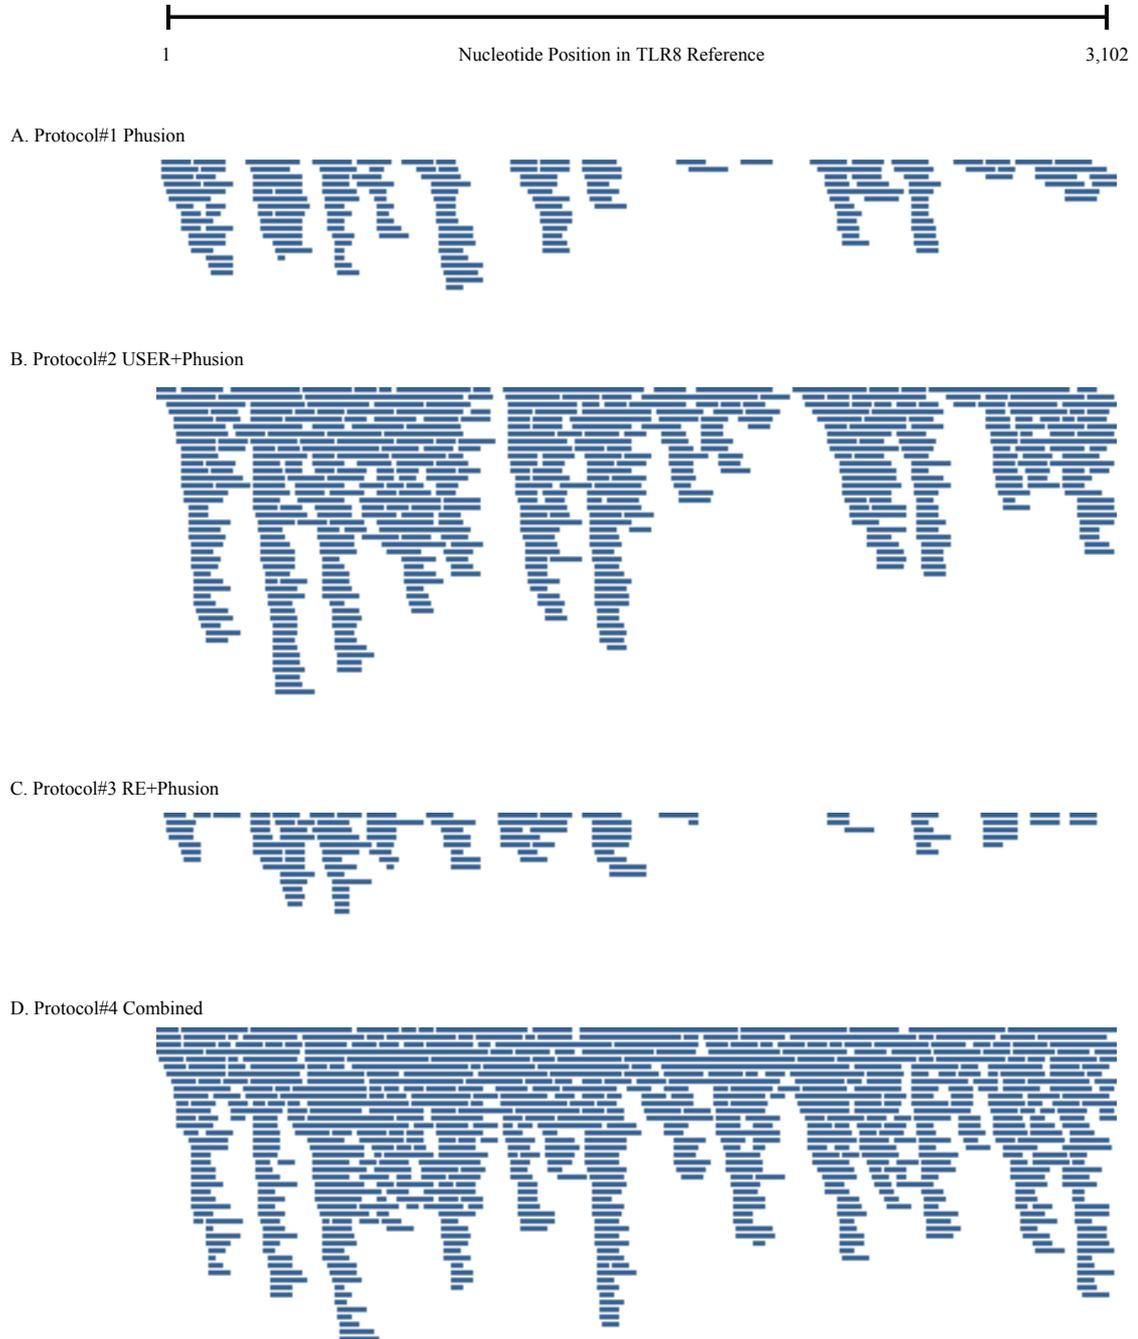 1 Nucleotide Position in TLR8 Reference 3,102
A. Protocol#1 Phusion
B. Protocol#2 USER+Phusion
C. Protocol#3 RE+Phusion
D. Protocol#4 Combined